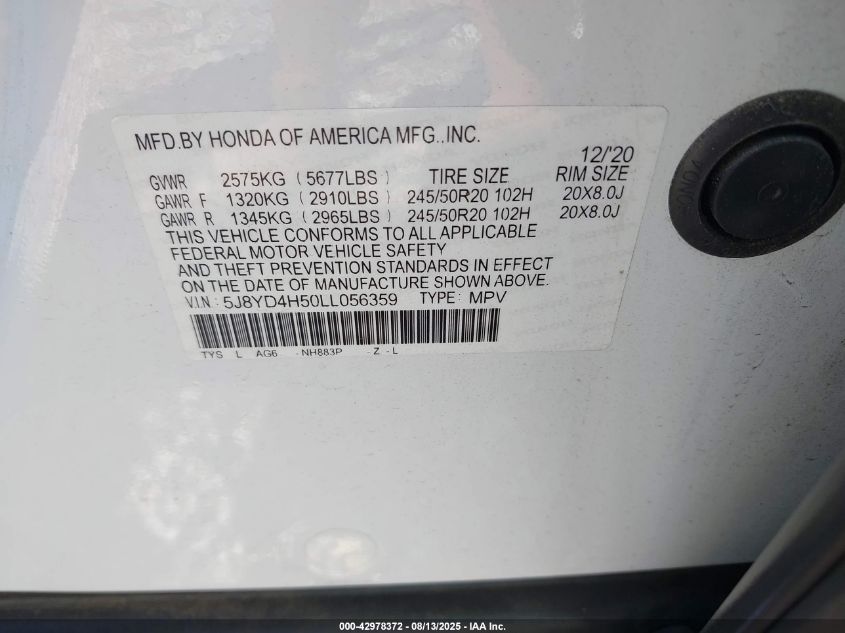 MFD.BY HONDA OF AMERICA MFG.,INC.
12/'20
GVWR 2575KG (5677LBS) TIRE SIZE RIM SIZE
GAWR F 1320KG (2910LBS) 245/50R20 102H 20X8.0J
GAWR R 1345KG (2965LBS) 245/50R20 102H 20X8.0J
THIS VEHICLE CONFORMS TO ALL APPLICABLE
FEDERAL MOTOR VEHICLE SAFETY
AND THEFT PREVENTION STANDARDS IN EFFECT
ON THE DATE OF MANUFACTURE SHOWN ABOVE.
V.I.N: 5J8YD4H50LL056359 TYPE: MPV
TYS L AG6 -NH883P -Z -L
000-42978372 - 08/13/2025 - IAA Inc.